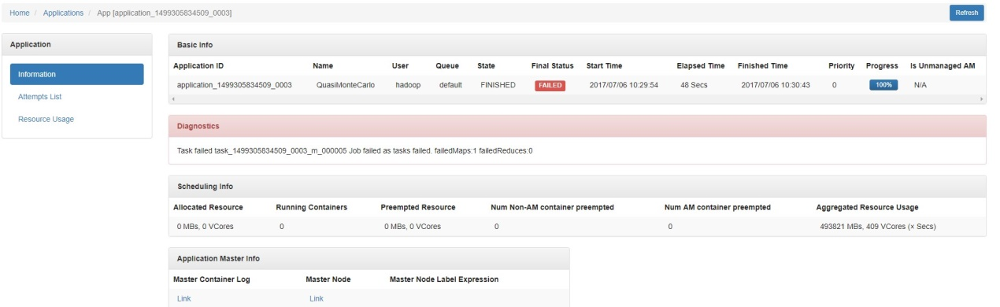 Home / Applications / App [application_1499305834509_0003]
Refresh
Application
Information
Attempts List
Resource Usage
Basic Info
Application ID Name User Queue State Final Status Start Time Elapsed Time Finished Time Priority Progress Is Unmanaged AM
application_1499305834509_0003 QuasiMonteCarlo hadoop default FINISHED FAILED 2017/07/06 10:29:54 48 Secs 2017/07/06 10:30:43 0 100% N/A
Diagnostics
Task failed task_1499305834509_0003_m_000005 Job failed as tasks failed. failedMaps:1 failedReduces:0
Scheduling Info
Allocated Resource Running Containers Preempted Resource Num Non-AM container preempted Num AM container preempted Aggregated Resource Usage
0 MBs, 0 VCores 0 0 MBs, 0 VCores 0 0 493821 MBs, 409 VCores (× Secs)
Application Master Info
Master Container Log Master Node Master Node Label Expression
Link Link